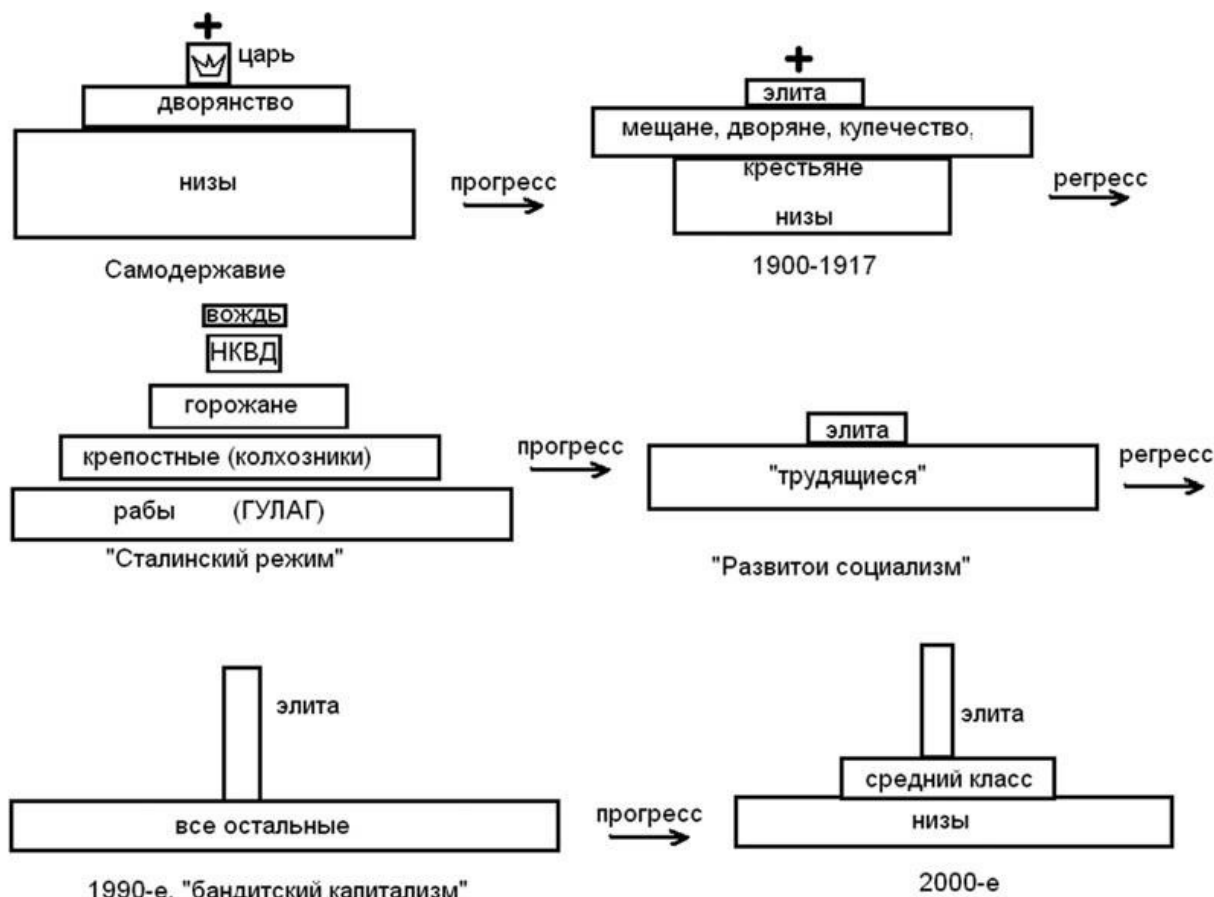 царь
дворянство
низы
Самодержавие
прогресс
элита
мещане, дворяне, купечество,
крестьяне
низы
1900-1917
регресс
вождь
НКВД
горожане
крепостные (колхозники)
рабы (ГУЛАГ)
"Сталинский режим"
прогресс
элита
"трудящиеся"
"Развитои социализм"
регресс
элита
все остальные
1990-е, "бандитский капитализм"
прогресс
элита
средний класс
низы
2000-е